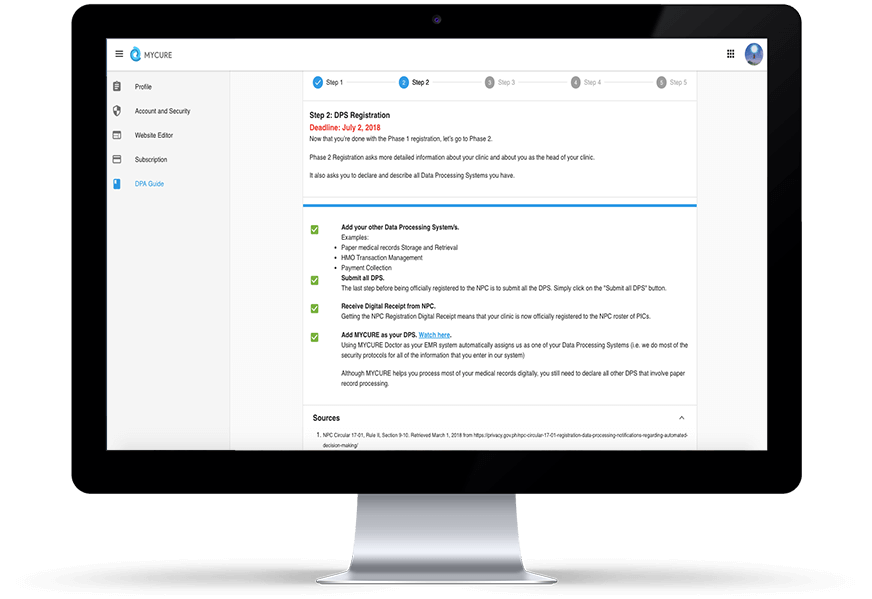 MYCURE
Profile
Account and Security
Website Editor
Subscription
DPA Guide
Step 1
2 Step 2
3 Step 3
4 Step 4
5 Step 5
Step 2: DPS Registration
Deadline: July 2, 2018
Now that you're done with the Phase 1 registration, let's go to Phase 2.
Phase 2 Registration asks more detailed information about your clinic and about you as the head of your clinic.
It also asks you to declare and describe all Data Processing Systems you have.
Add your other Data Processing System/s.
Examples:
• Paper medical records Storage and Retrieval
• HMO Transaction Management
• Payment Collection
Submit all DPS.
The last step before being officially registered to the NPC is to submit all the DPS. Simply click on the "Submit all DPS" button.
Receive Digital Receipt from NPC.
Getting the NPC Registration Digital Receipt means that your clinic is now officially registered to the NPC roster of PICs.
Add MYCURE as your DPS. Watch here.
Using MYCURE Doctor as your EMR system automatically assigns us as one of your Data Processing Systems (i.e. we do most of the
security protocols for all of the information that you enter in our system)
Although MYCURE helps you process most of your medical records digitally, you still need to declare all other DPS that involve paper
record processing.
Sources
1. NPC Circular 17-01, Rule II, Section 9-10. Retrieved March 1, 2018 from https://privacy.gov.ph/npc-circular-17-01-registration-data-processing-notifications-regarding-automated-
decision-making/